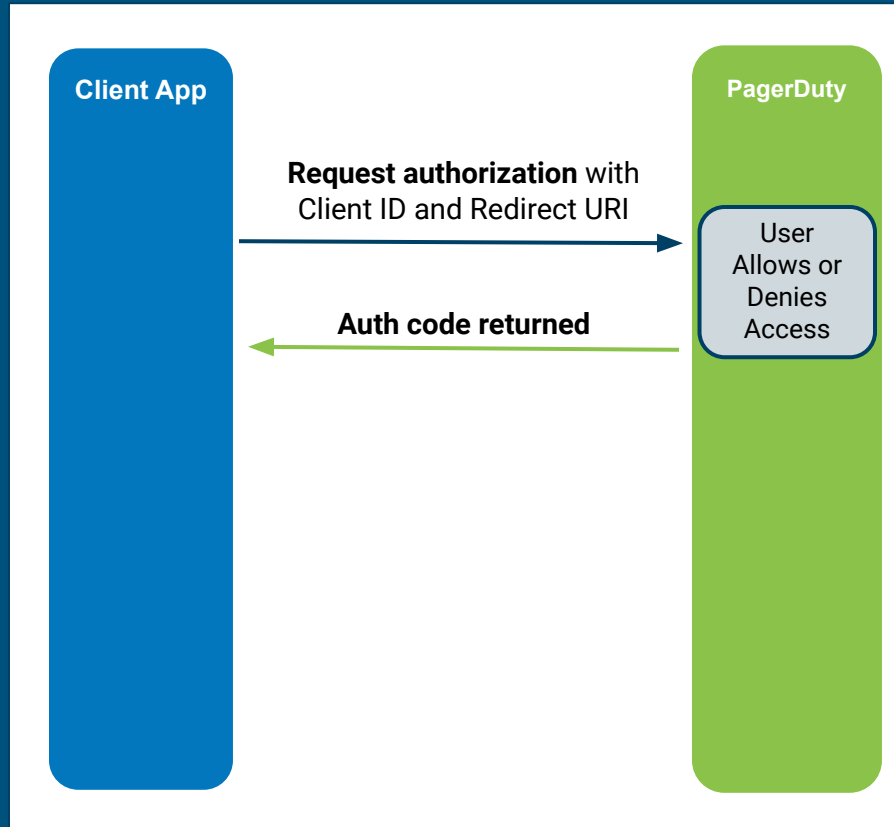 Client App
PagerDuty
Request authorization with
Client ID and Redirect URI
User
Allows or
Denies
Access
Auth code returned